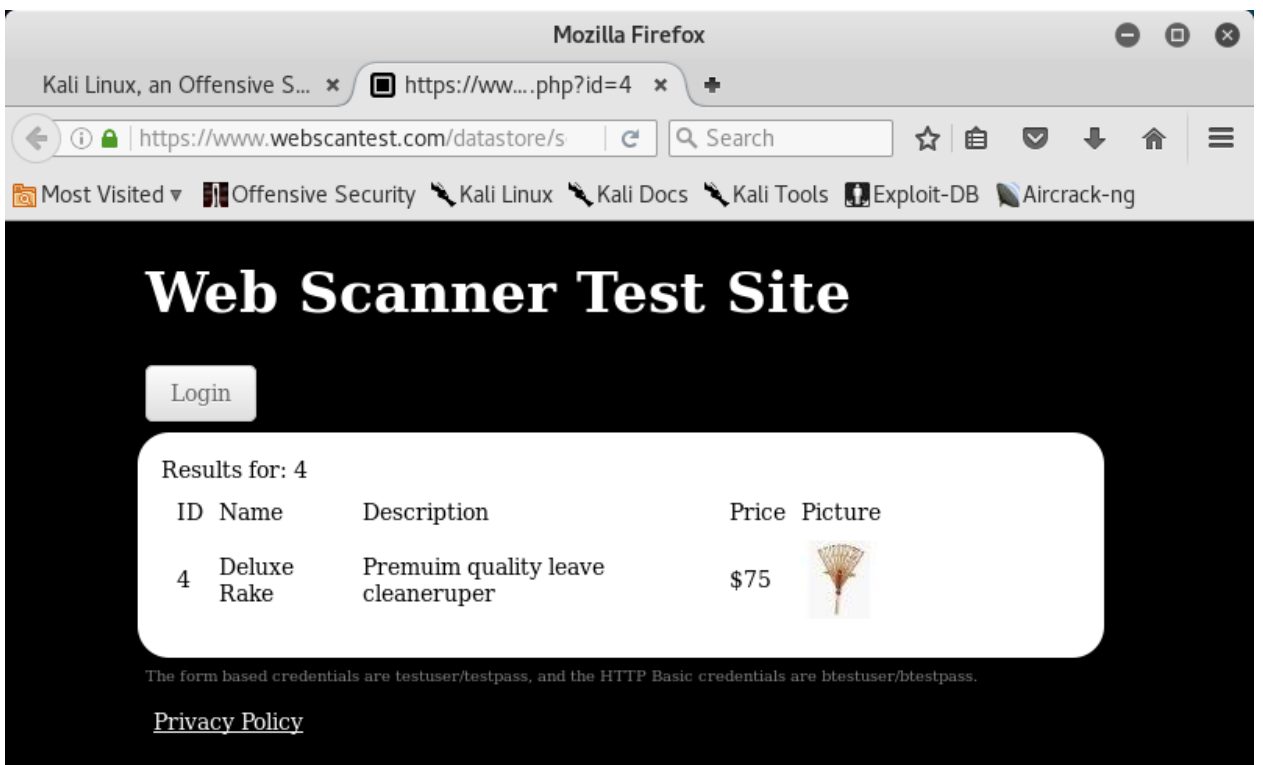 Mozilla Firefox
Kali Linux, an Offensive S... https://ww....php?id=4
https://www.webscantest.com/datastore/s Search
Most Visited Offensive Security Kali Linux Kali Docs Kali Tools Exploit-DB Aircrack-ng
Web Scanner Test Site
Login
Results for: 4
ID Name Description Price Picture
4 Deluxe Rake Premuim quality leave cleaneruper $75
The form based credentials are testuser/testpass, and the HTTP Basic credentials are btestuser/btestpass.
Privacy Policy